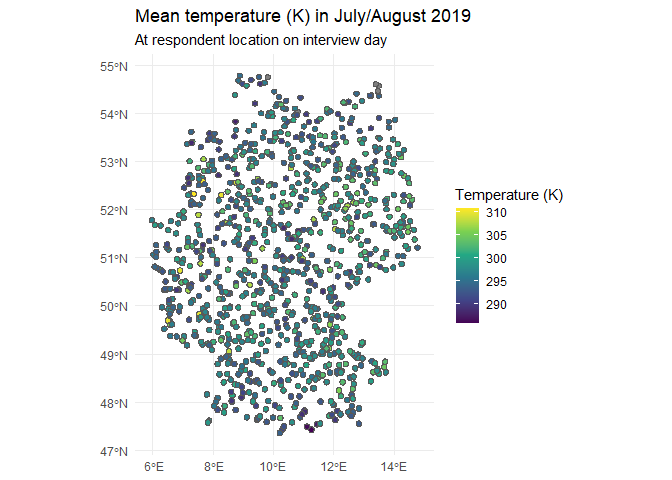 Mean temperature (K) in July/August 2019
At respondent location on interview day
55°N
54°N
53°N
52°N
51°N
50°N
49°N
48°N
47°N
6°E
8°E
10°E
12°E
14°E
Temperature (K)
310
305
300
295
290